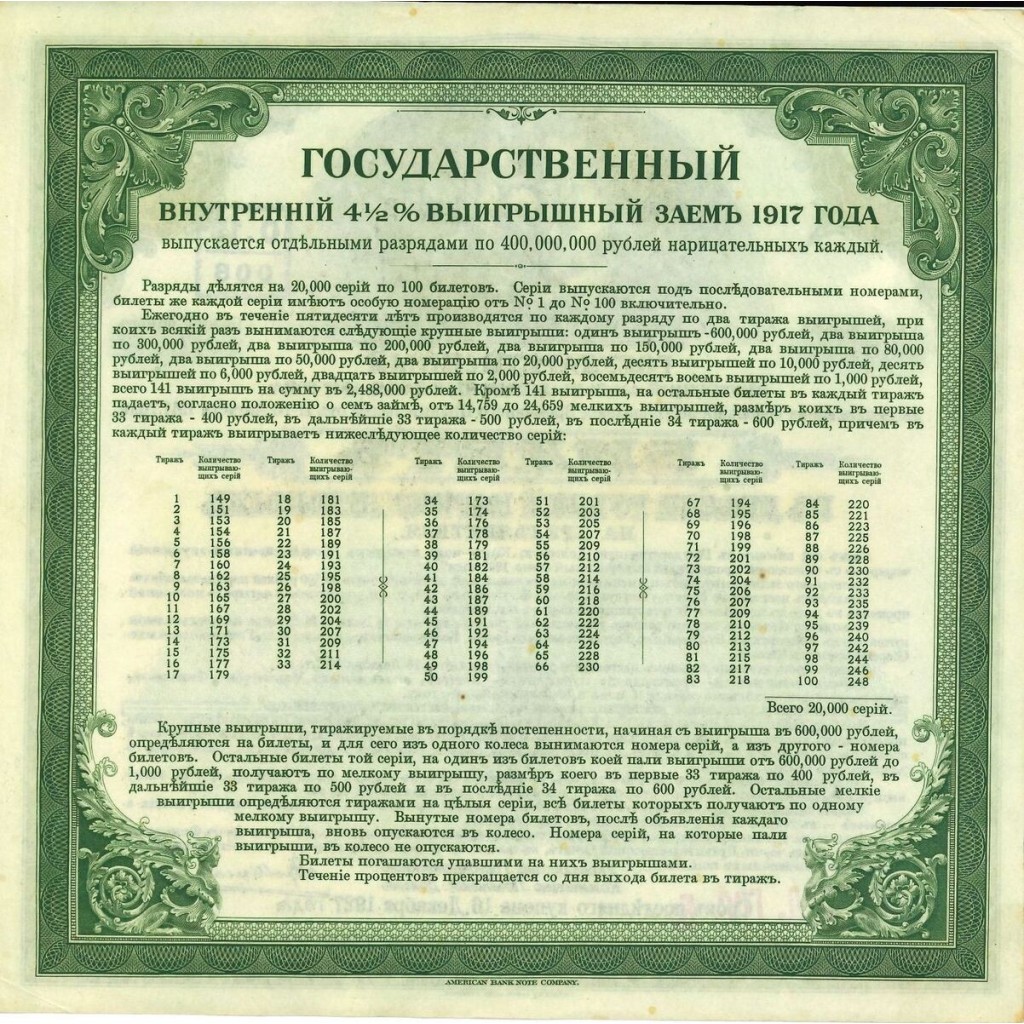 ГОСУДАРСТВЕННЫЙ
ВНУТРЕННІЙ 4½% ВЫИГРЫШНЫЙ ЗАЕМЪ 1917 ГОДА
выпускается отдѣльными разрядами по 400,000,000 рублей нарицательныхъ каждый.
Разряды дѣлятся на 20,000 серій по 100 билетовъ. Серіи выпускаются подъ послѣдовательными номерами,
билеты же каждой серіи имѣютъ особую номерацію отъ № 1 до № 100 включительно.
Ежегодно въ теченіе пятидесяти лѣтъ производятся по каждому разряду по два тиража выигрышей, при
коихъ всякій разъ вынимаются слѣдующіе крупные выигрыши: одинъ выигрышъ-600,000 рублей, два выигрыша
по 300,000 рублей, два выигрыша по 200,000 рублей, два выигрыша по 150,000 рублей, два выигрыша по 80,000
рублей, два выигрыша по 50,000 рублей, два выигрыша по 20,000 рублей, десять выигрышей по 10,000 рублей, десять
выигрышей по 6,000 рублей, двадцать выигрышей по 2,000 рублей, восемьдесятъ восемь выигрышей по 1,000 рублей,
всего 141 выигрышъ на сумму въ 2,488,000 рублей. Кромѣ 141 выигрыша, на остальные билеты въ каждый тиражъ
падаетъ, согласно положенію о семъ займѣ, отъ 14,759 до 24,659 мелкихъ выигрышей, размѣръ коихъ въ первые
33 тиража - 400 рублей, въ дальнѣйшіе 33 тиража - 500 рублей, въ послѣдніе 34 тиража - 600 рублей, причемъ въ
каждый тиражъ выигрываетъ нижеслѣдующее количество серій:
Тиражъ Количество выигрываю-щихъ серій Тиражъ Количество выигрываю-щихъ серій Тиражъ Количество выигрываю-щихъ серій Тиражъ Количество выигрываю-щихъ серій Тиражъ Количество выигрываю-щихъ серій Тиражъ Количество выигрываю-щихъ серій
1 149 18 181 34 173 51 201 67 194 84 220
2 151 19 183 35 174 52 203 68 195 85 221
3 153 20 185 36 176 53 205 69 196 86 223
4 154 21 187 37 178 54 207 70 198 87 225
5 156 22 189 38 179 55 209 71 199 88 226
6 158 23 191 39 181 56 210 72 201 89 228
7 160 24 193 40 182 57 212 73 202 90 230
8 162 25 195 41 184 58 214 74 204 91 232
9 163 26 198 42 186 59 216 75 206 92 233
10 165 27 200 43 187 60 218 76 207 93 235
11 167 28 202 44 189 61 220 77 209 94 237
12 169 29 204 45 191 62 222 78 210 95 239
13 171 30 207 46 192 63 224 79 212 96 240
14 173 31 209 47 194 64 226 80 213 97 242
15 175 32 211 48 196 65 228 81 215 98 244
16 177 33 214 49 198 66 230 82 217 99 246
17 179 50 199 83 218 100 248
Всего 20,000 серій.
Крупные выигрыши, тиражируемые въ порядкѣ постепенности, начиная съ выигрыша въ 600,000 рублей,
опредѣляются на билеты, и для сего изъ одного колеса вынимаются номера серій, а изъ другого - номера
билетовъ. Остальные билеты той серіи, на одинъ изъ билетовъ коей пали выигрыши отъ 600,000 рублей до
1,000 рублей, получаютъ по мелкому выигрышу, размѣръ коего въ первые 33 тиража по 400 рублей, въ
дальнѣйшіе 33 тиража по 500 рублей и въ послѣдніе 34 тиража по 600 рублей. Остальные мелкіе
выигрыши опредѣляются тиражами на цѣлыя серіи, всѣ билеты которыхъ получаютъ по одному
мелкому выигрышу. Вынутые номера билетовъ, послѣ объявленія каждаго
выигрыша, вновь опускаются въ колесо. Номера серій, на которые пали
выигрыши, въ колесо не опускаются.
Билеты погашаются упавшими на нихъ выигрышами.
Теченіе процентовъ прекращается со дня выхода билета въ тиражъ.
AMERICAN BANK NOTE COMPANY.